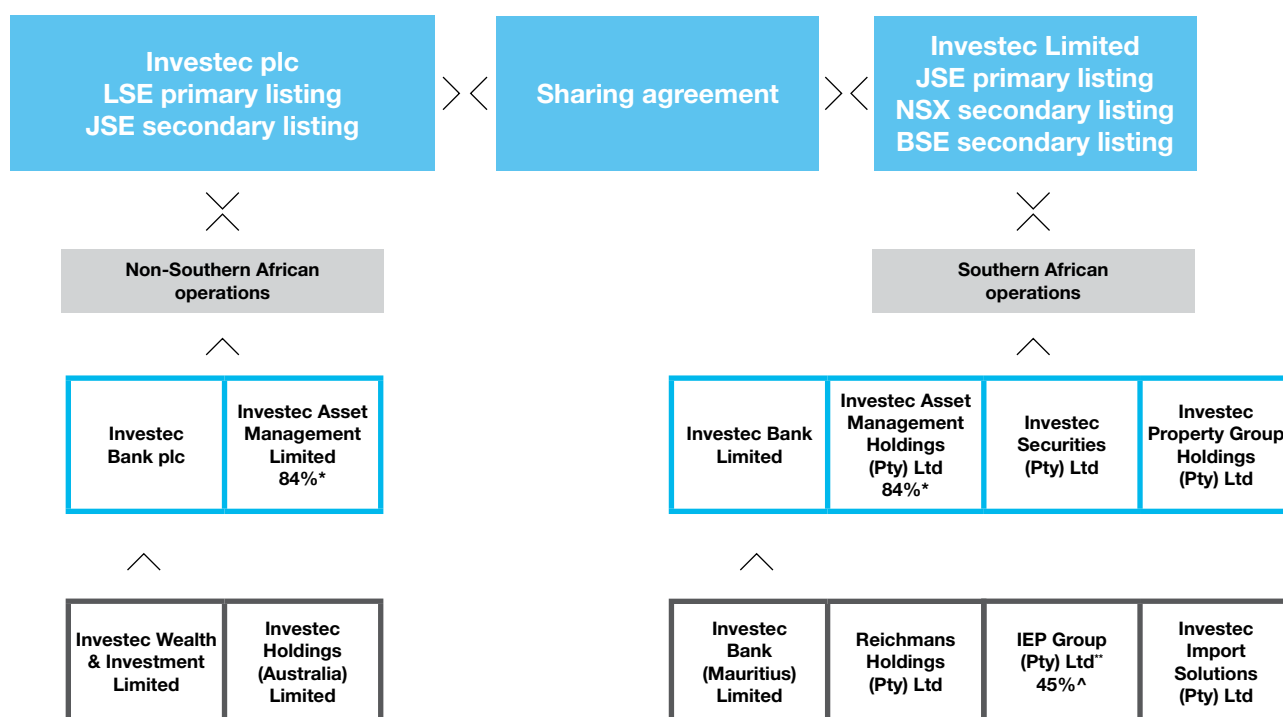 Investec plc
LSE primary listing
JSE secondary listing
Sharing agreement
Investec Limited
JSE primary listing
NSX secondary listing
BSE secondary listing
Non-Southern African
operations
Southern African
operations
Investec
Bank plc
Investec Asset
Management
Limited
84%*
Investec Bank
Limited
Investec Asset
Management
Holdings
(Pty) Ltd
84%*
Investec
Securities
(Pty) Ltd
Investec
Property Group
Holdings
(Pty) Ltd
Investec Wealth
& Investment
Limited
Investec
Holdings
(Australia)
Limited
Investec
Bank
(Mauritius)
Limited
Reichmans
Holdings
(Pty) Ltd
IEP Group
(Pty) Ltd**
45%^
Investec
Import
Solutions
(Pty) Ltd